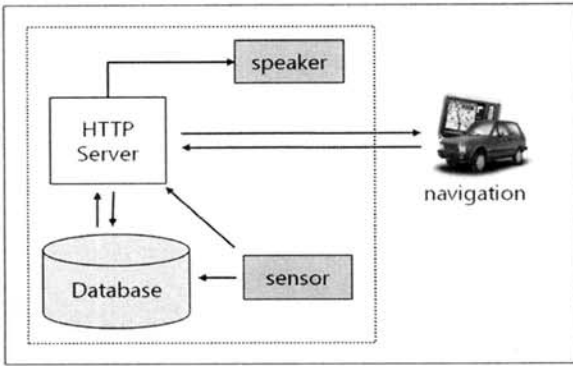 speaker
HTTP
Server
navigation
Database
sensor